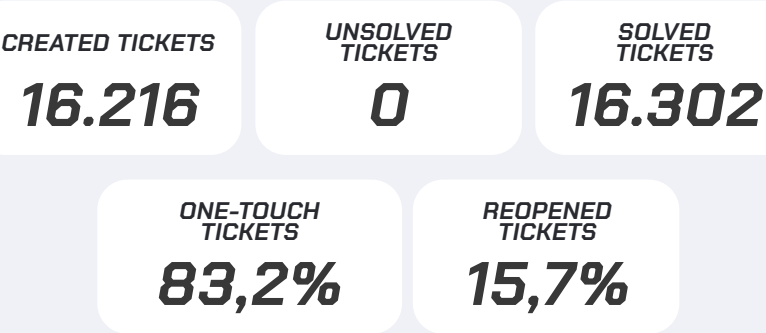 CREATED TICKETS
16.216
UNSOLVED
TICKETS
0
SOLVED
TICKETS
16.302
ONE-TOUCH
TICKETS
83,2%
REOPENED
TICKETS
15,7%